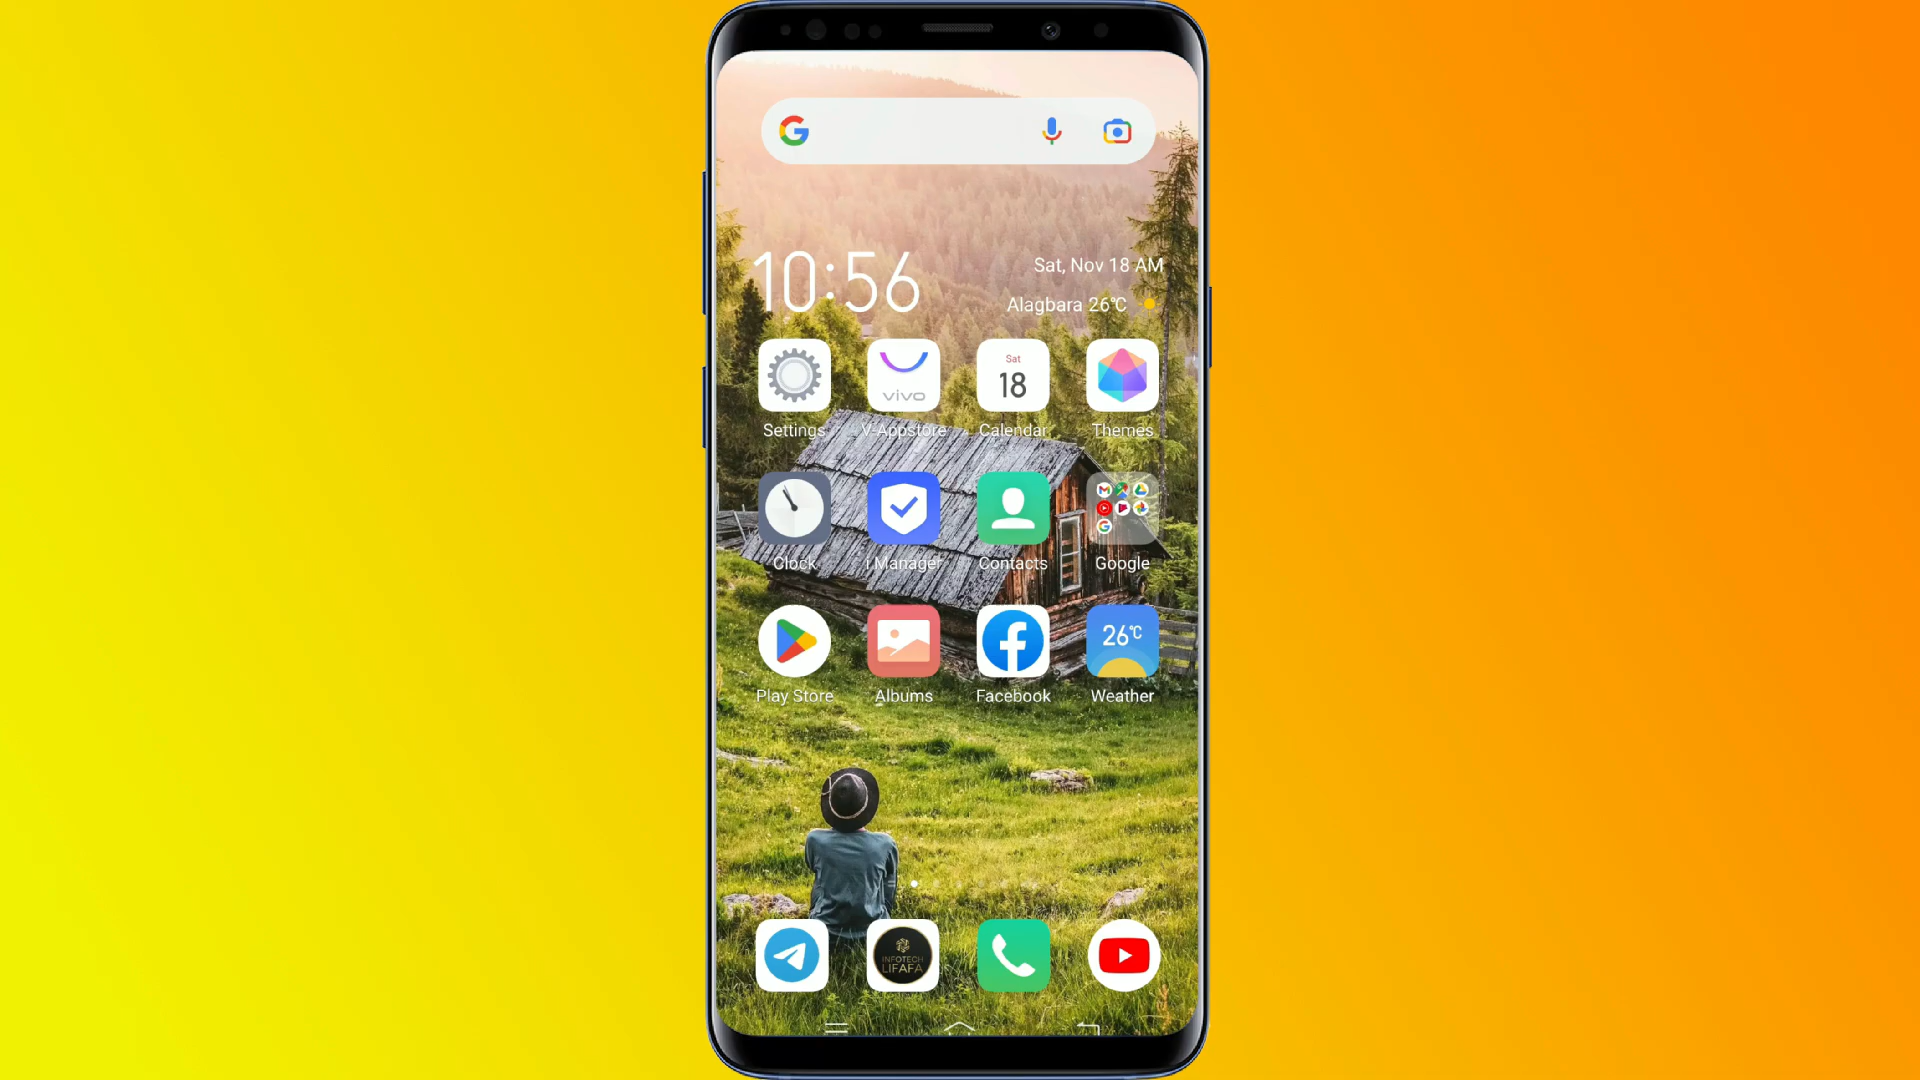 10:56
Sat, Nov 18 AM
Alagbara 26℃
vivo
Sat
18
Settings
V-Appstore
Calendar
Themes
Clock
i Manager
Contacts
Google
26℃
Play Store
Albums
Facebook
Weather
INFOTECH
LIFAFA